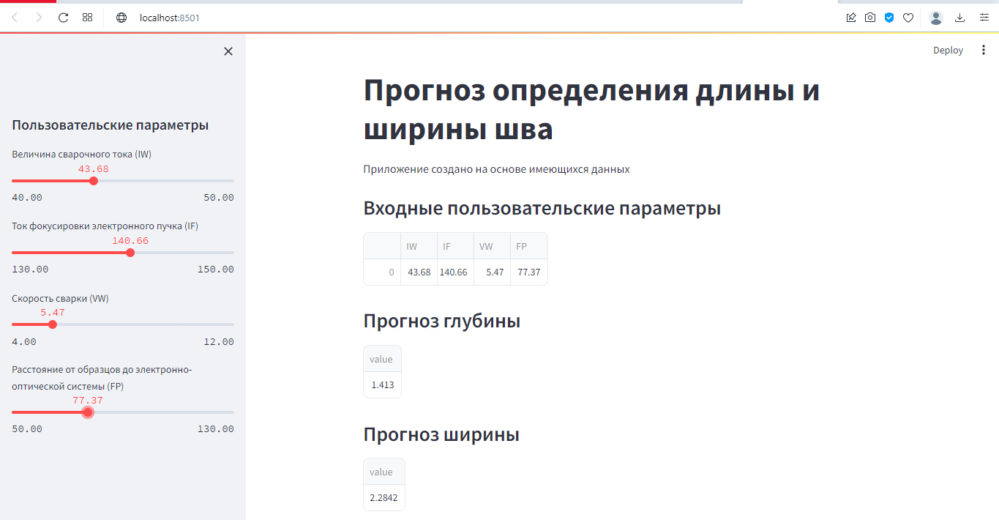 localhost:8501
Deploy
Пользовательские параметры
Величина сварочного тока (IW)
43.68
40.00 50.00
Ток фокусировки электронного пучка (IF)
140.66
130.00 150.00
Скорость сварки (VW)
5.47
4.00 12.00
Расстояние от образцов до электронно-
оптической системы (FP)
77.37
50.00 130.00
Прогноз определения длины и
ширины шва
Приложение создано на основе имеющихся данных
Входные пользовательские параметры
IW IF VW FP
0 43.68 140.66 5.47 77.37
Прогноз глубины
value
1.413
Прогноз ширины
value
2.2842